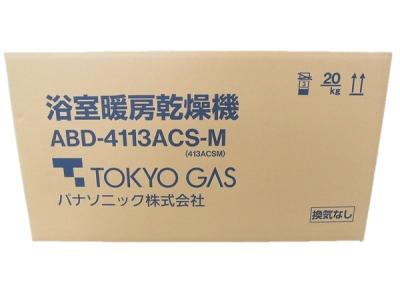 20
kg
浴室暖房乾燥機
ABD-4113ACS-M
(413ACSM)
TOKYO GAS
パナソニック株式会社
換気なし